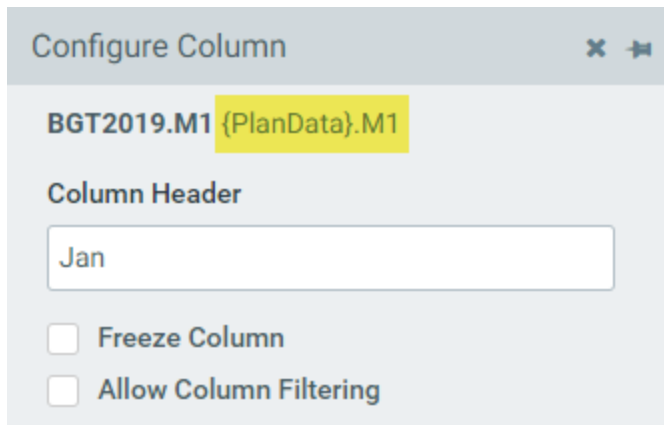 Configure Column
BGT2019.M1 {PlanData}.M1
Column Header
Jan
Freeze Column
Allow Column Filtering